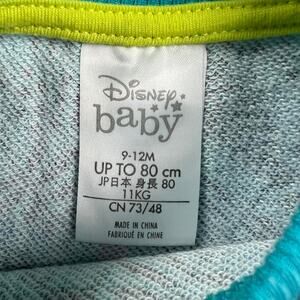 Disney
baby
9-12M
UP TO 80 cm
JP日本 身長 80
11KG
CN 73/48
MADE IN CHINA
FABRIQUÉ EN CHINE